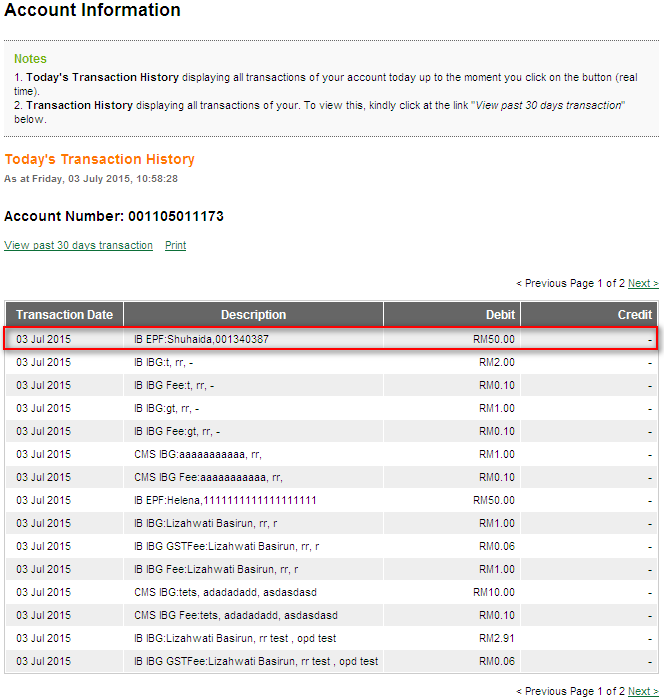 Account Information
Notes
1. Today's Transaction History displaying all transactions of your account today up to the moment you click on the button (real
time).
2. Transaction History displaying all transactions of your. To view this, kindly click at the link "View past 30 days transaction"
below.
Today's Transaction History
As at Friday, 03 July 2015, 10:58:28
Account Number: 001105011173
View past 30 days transaction Print
< Previous Page 1 of 2 Next >
Transaction Date Description Debit Credit
03 Jul 2015 IB EPF:Shuhaida,001340387 RM50.00 -
03 Jul 2015 IB IBG:t, rr, - RM2.00 -
03 Jul 2015 IB IBG Fee:t, rr, - RM0.10 -
03 Jul 2015 IB IBG:gt, rr, - RM1.00 -
03 Jul 2015 IB IBG Fee:gt, rr, - RM0.10 -
03 Jul 2015 CMS IBG:aaaaaaaaaaa, rr, RM1.00 -
03 Jul 2015 CMS IBG Fee:aaaaaaaaaaa, rr, RM0.10 -
03 Jul 2015 IB EPF:Helena,1111111111111111111 RM50.00 -
03 Jul 2015 IB IBG:Lizahwati Basirun, rr, r RM1.00 -
03 Jul 2015 IB IBG GSTFee:Lizahwati Basirun, rr, r RM0.06 -
03 Jul 2015 IB IBG Fee:Lizahwati Basirun, rr, r RM1.00 -
03 Jul 2015 CMS IBG:tets, adadadadd, asdasdasd RM10.00 -
03 Jul 2015 CMS IBG Fee:tets, adadadadd, asdasdasd RM0.10 -
03 Jul 2015 IB IBG:Lizahwati Basirun, rr test , opd test RM2.91 -
03 Jul 2015 IB IBG GSTFee:Lizahwati Basirun, rr test , opd test RM0.06 -
< Previous Page 1 of 2 Next >